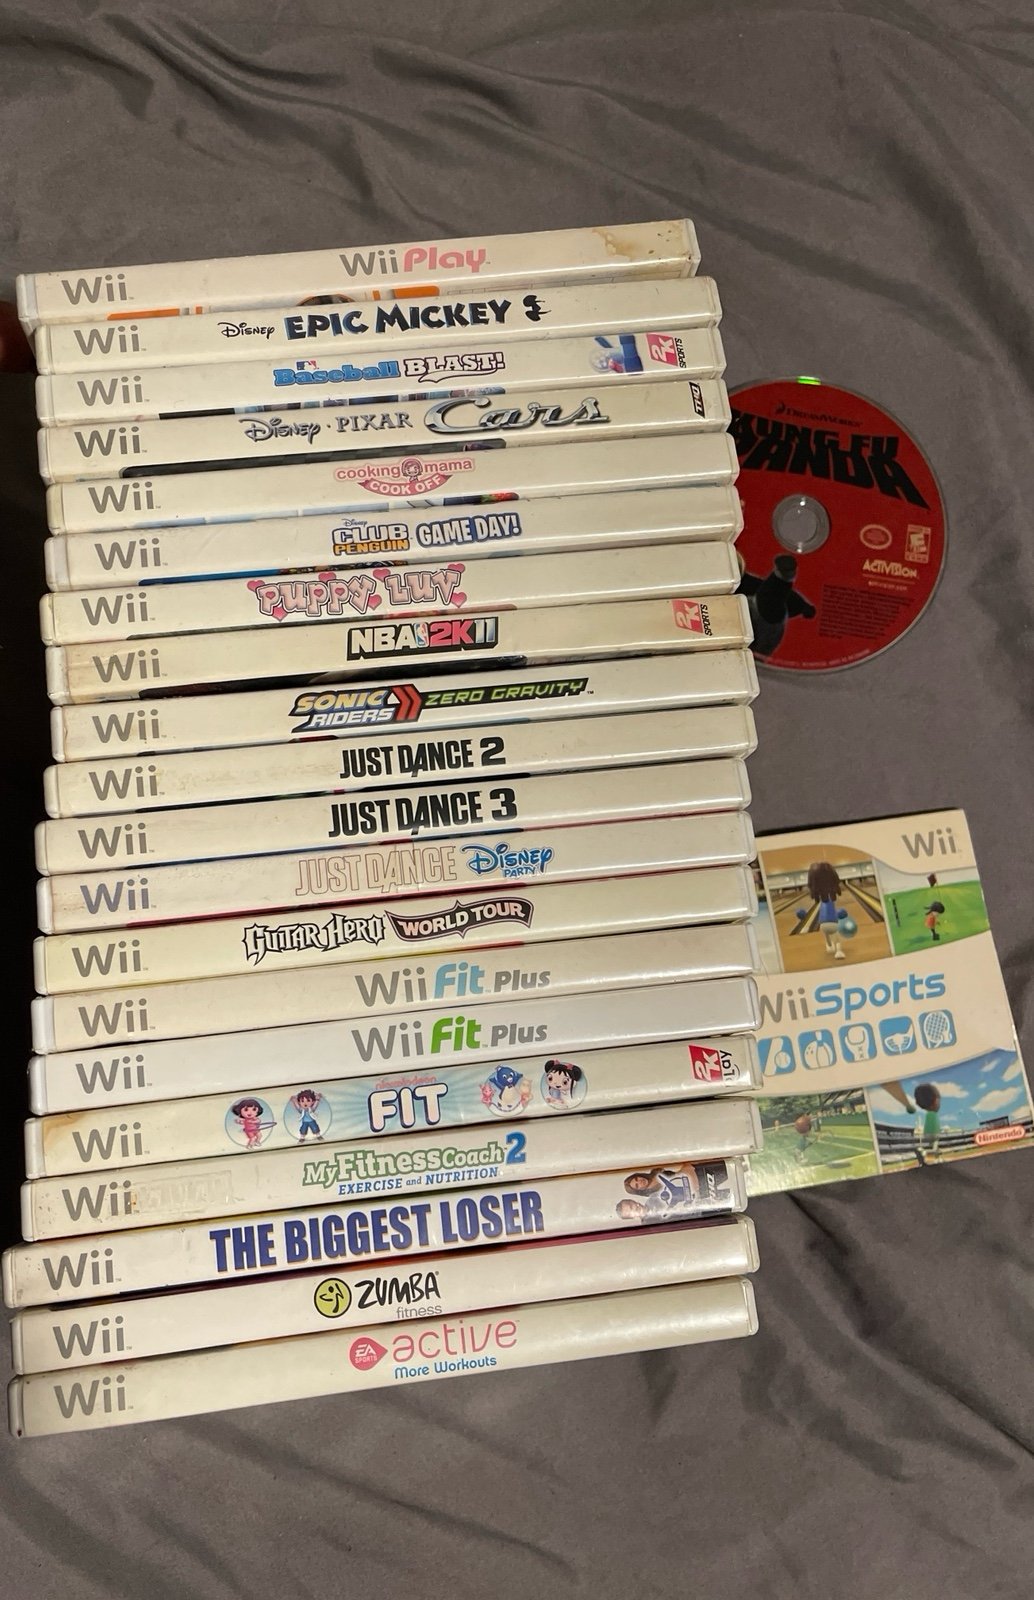 Wii Wii Play
Wii Disney EPIC MICKEY
Wii Baseball BLAST! 2K SPORTS
Wii Disney · PIXAR Cars THQ
Wii cooking mama
COOK OFF
Wii Disney CLUB PENGUIN GAME DAY!
Wii PUPPY LUV
Wii NBA 2K11 2K SPORTS
Wii SONIC RIDERS ZERO GRAVITY™
Wii JUST DANCE 2
Wii JUST DANCE 3
Wii JUST DANCE Disney PARTY
Wii GUITAR HERO WORLD TOUR
Wii Wii Fit Plus
Wii Wii Fit Plus
Wii nickelodeon FIT 2K play
Wii My Fitness Coach 2
EXERCISE and NUTRITION
Wii THE BIGGEST LOSER THQ
Wii ZUMBA®
fitness
Wii EA SPORTS active™
More Workouts
DREAMWORKS
KUNG FU
PANDA
E
ACTIVISION
Wii
Wii Sports
Nintendo